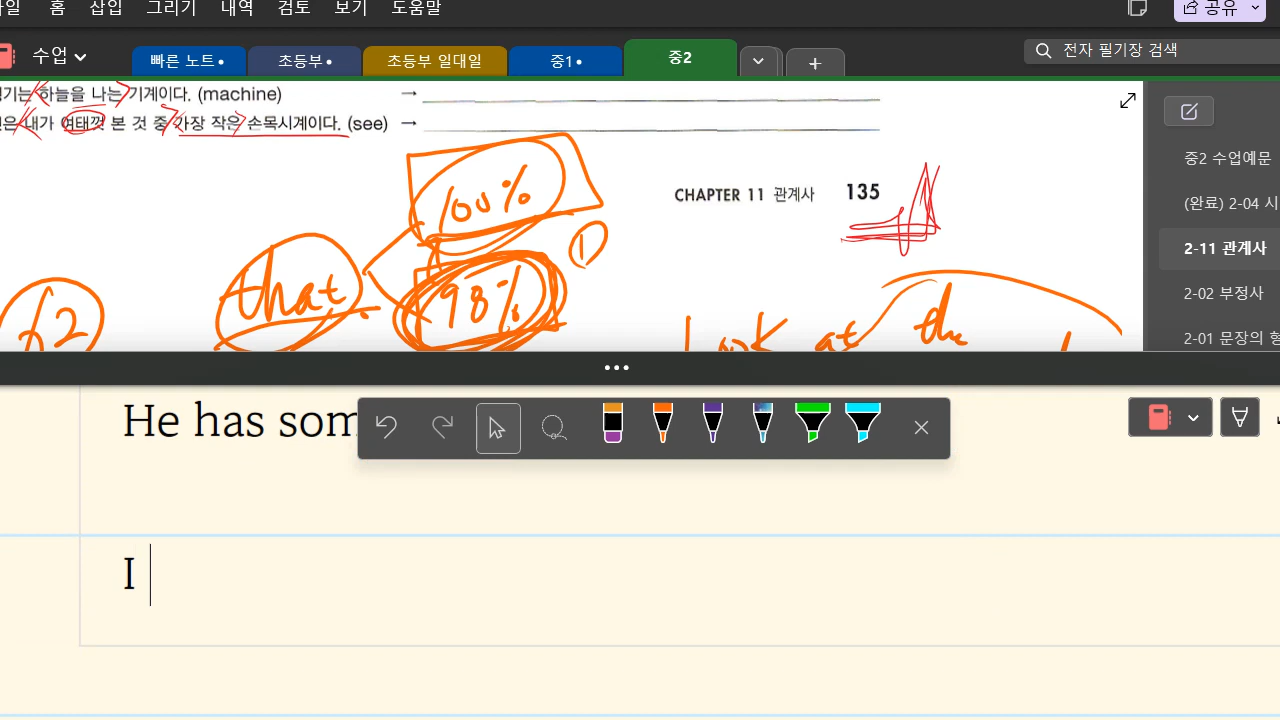 홈 삽입 그리기 내역 검토 보기 도움말 공유
수업 빠른 노트 초등부 초등부 일대일 중1 중2 + 전자 필기장 검색
하늘을 나는 기계이다. (machine) →
내가 여태껏 본 것 중 가장 작은 손목시계이다. (see) →
중2 수업예문
CHAPTER 11 관계사 135
(완료) 2-04 시
2-11 관계사
2-02 부정사
2-01 문장의 형
100%
①
that
98%
Look at the
He has som
I